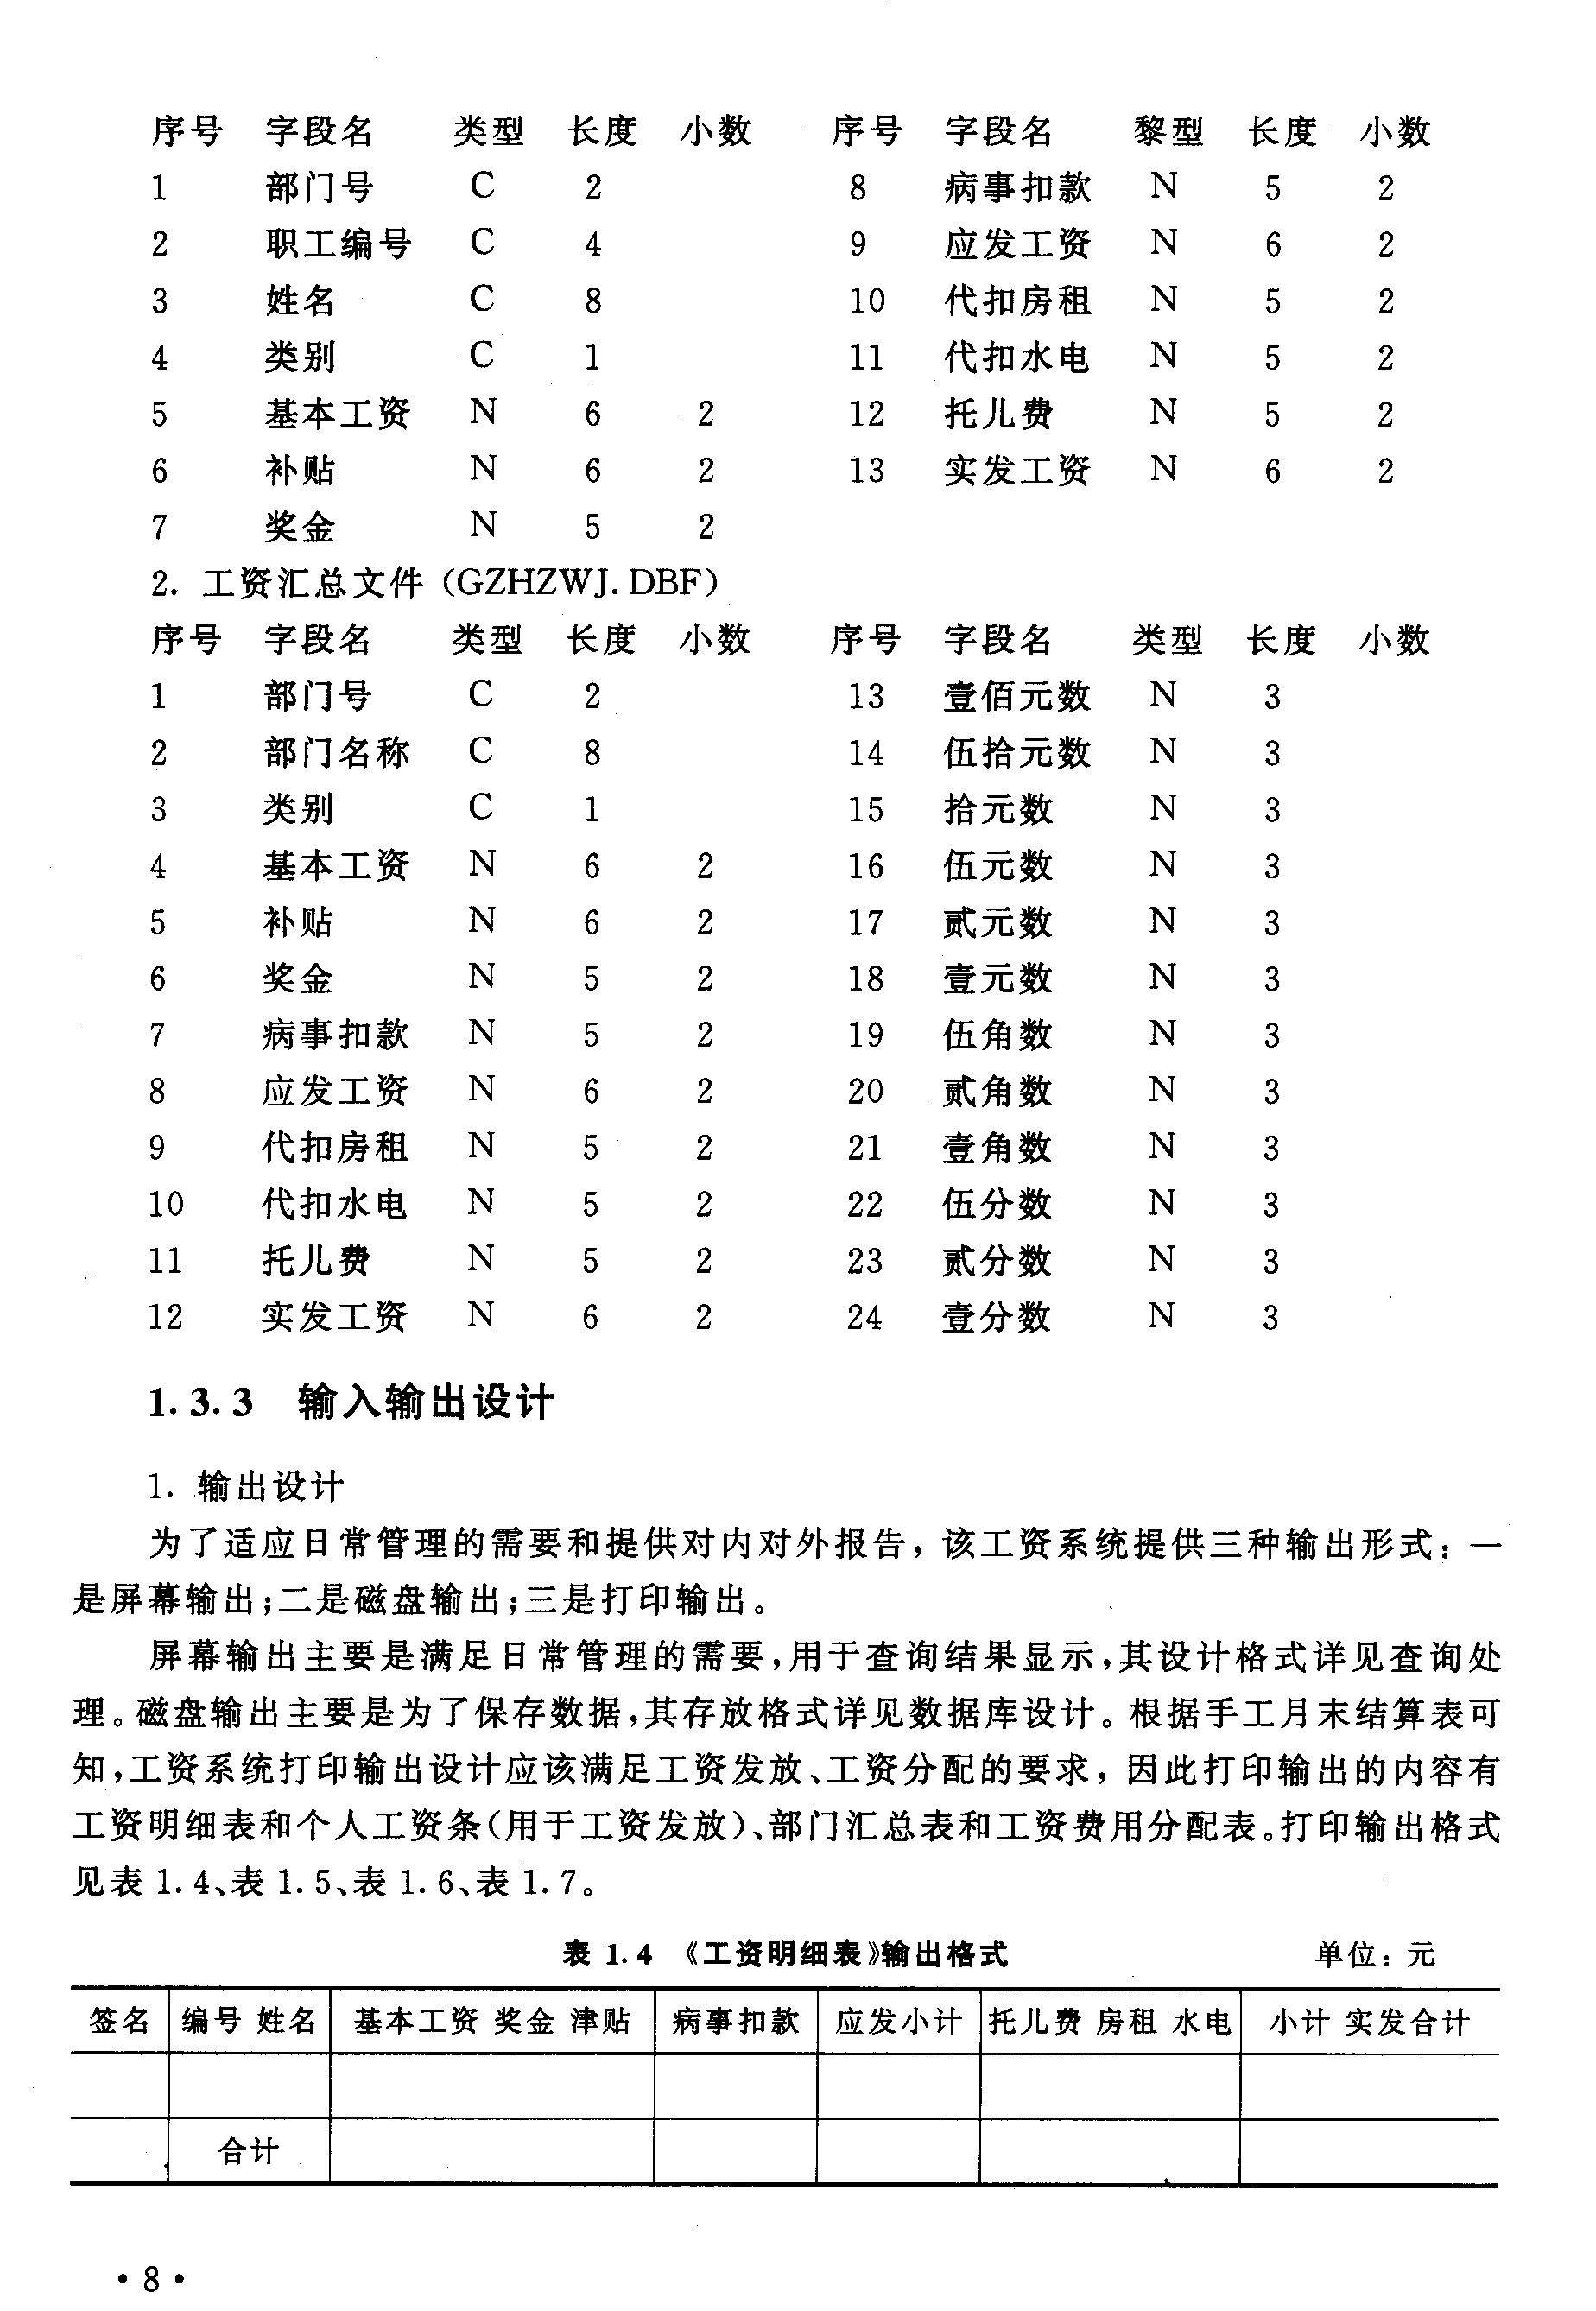 序号 字段名 类型 长度 小数 序号 字段名 黎型 长度 小数
1 部门号 C 2 8 病事扣款 N 5 2
2 职工编号 C 4 9 应发工资 N 6 2
3 姓名 C 8 10 代扣房租 N 5 2
4 类别 C 1 11 代扣水电 N 5 2
5 基本工资 N 6 2 12 托儿费 N 5 2
6 补贴 N 6 2 13 实发工资 N 6 2
7 奖金 N 5 2
2. 工资汇总文件 (GZHZWJ.DBF)
序号 字段名 类型 长度 小数 序号 字段名 类型 长度 小数
1 部门号 C 2 13 壹佰元数 N 3
2 部门名称 C 8 14 伍拾元数 N 3
3 类别 C 1 15 拾元数 N 3
4 基本工资 N 6 2 16 伍元数 N 3
5 补贴 N 6 2 17 贰元数 N 3
6 奖金 N 5 2 18 壹元数 N 3
7 病事扣款 N 5 2 19 伍角数 N 3
8 应发工资 N 6 2 20 贰角数 N 3
9 代扣房租 N 5 2 21 壹角数 N 3
10 代扣水电 N 5 2 22 伍分数 N 3
11 托儿费 N 5 2 23 贰分数 N 3
12 实发工资 N 6 2 24 壹分数 N 3
1.3.3 输入输出设计
1. 输出设计
为了适应日常管理的需要和提供对内对外报告，该工资系统提供三种输出形式：一
是屏幕输出;二是磁盘输出;三是打印输出。
屏幕输出主要是满足日常管理的需要,用于查询结果显示,其设计格式详见查询处
理。磁盘输出主要是为了保存数据,其存放格式详见数据库设计。根据手工月末结算表可
知,工资系统打印输出设计应该满足工资发放、工资分配的要求，因此打印输出的内容有
工资明细表和个人工资条(用于工资发放)、部门汇总表和工资费用分配表。打印输出格式
见表 1.4、表 1.5、表 1.6、表 1.7。
表 1.4 《工资明细表》输出格式 单位：元
签名 编号 姓名 基本工资 奖金 津贴 病事扣款 应发小计 托儿费 房租 水电 小计 实发合计
合计
·8·